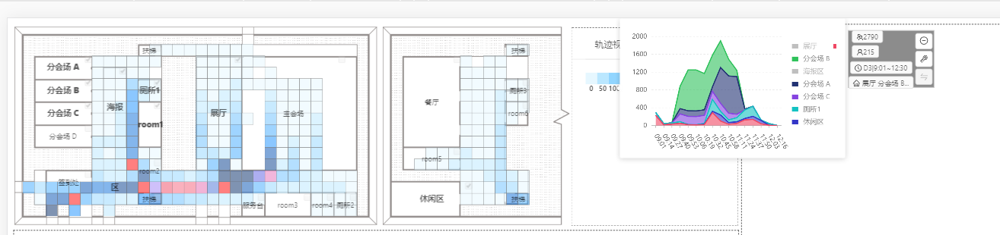 扶梯
分会场 A
分会场 B
分会场 C
分会场 D
海报
厕所1
room1
展厅
主会场
签到处
区
room2
扶梯
服务台
room3
room4
厕所2
扶梯
餐厅
厕所3
room6
room5
休闲区
扶梯
轨迹视
0 50 100
2000
1600
1200
800
400
0
09:01
09:14
09:27
09:40
09:53
10:06
10:19
10:32
10:45
10:58
11:11
11:24
11:37
11:50
12:03
12:16
展厅
分会场 B
海报区
分会场 A
分会场 C
厕所1
休闲区
2790
215
D3|9:01~12:30
展厅 分会场 B...